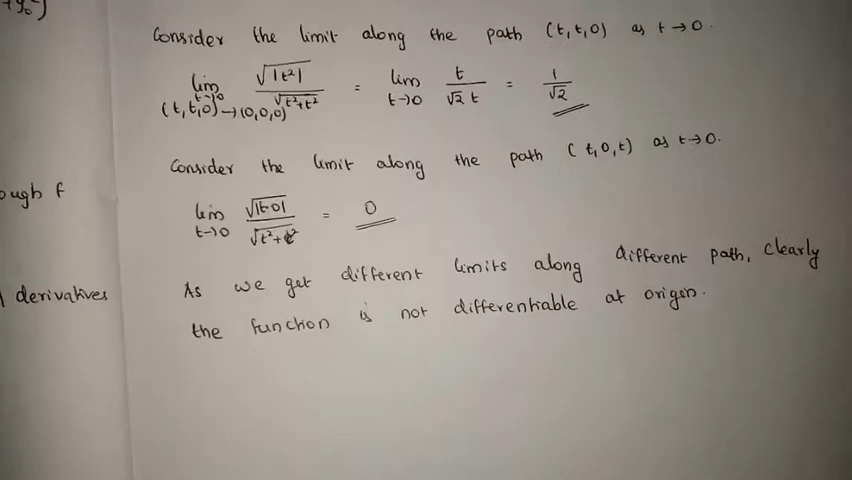 Consider the limit along the path (t,t,0) as t→0.
lim t→0 (t,t,0)→(0,0,0) √|t²| / √t²+t² = lim t→0 t / √2 t = 1/√2
Consider the limit along the path (t,0,t) as t→0.
ough f
lim t→0 √|t·0| / √t²+t² = 0
derivatives
As we get different limits along different path, clearly
the function is not differentiable at origin.